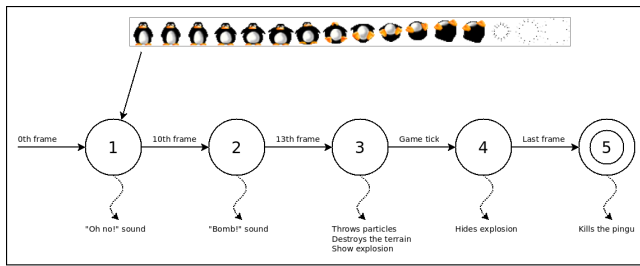 0th frame
1
10th frame
2
13th frame
3
Game tick
4
Last frame
5
"Oh no!" sound
"Bomb!" sound
Throws particles
Destroys the terrain
Show explosion
Hides explosion
Kills the pingu